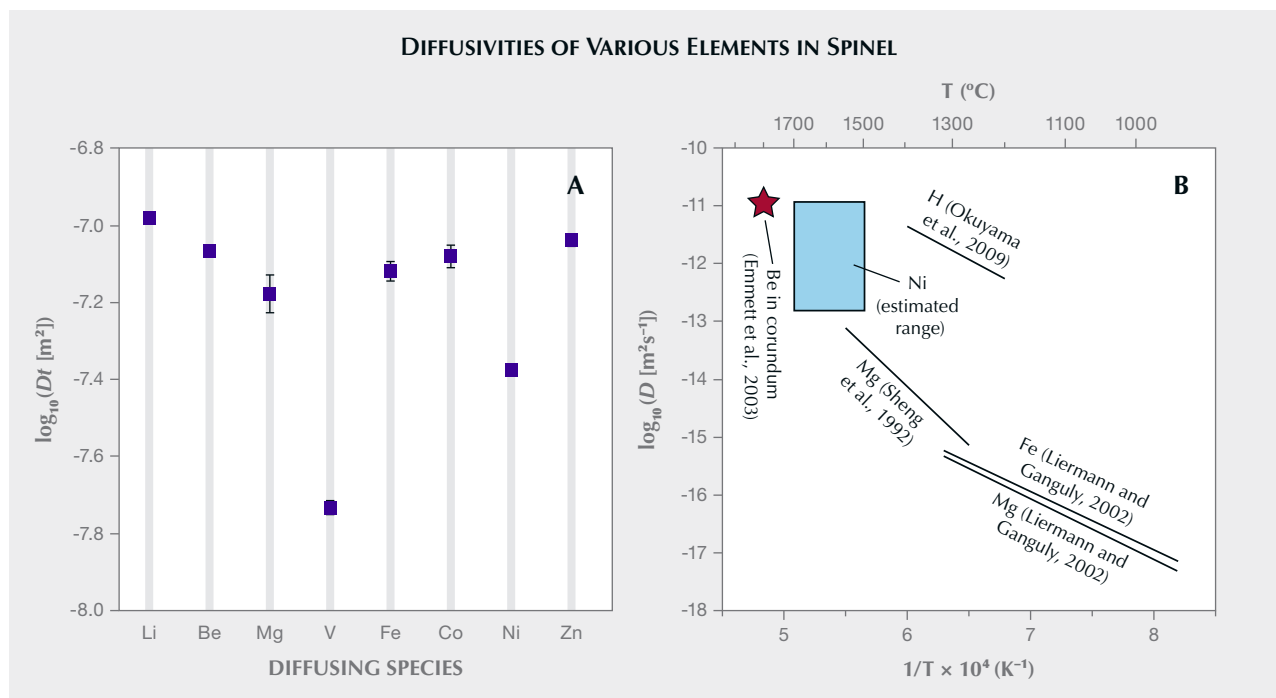 DIFFUSIVITIES OF VARIOUS ELEMENTS IN SPINEL
A
-6.8
-7.0
-7.2
-7.4
-7.6
-7.8
-8.0
log₁₀(Dt [m²])
Li Be Mg V Fe Co Ni Zn
DIFFUSING SPECIES
T (ºC)
1700 1500 1300 1100 1000
B
-10
-11
-12
-13
-14
-15
-16
-17
-18
log₁₀(D [m²s⁻¹])
Be in corundum
(Emmett et al., 2003)
Ni
(estimated
range)
H (Okuyama
et al., 2009)
Mg (Sheng
et al., 1992)
Fe (Liermann and
Ganguly, 2002)
Mg (Liermann and
Ganguly, 2002)
5 6 7 8
1/T × 10⁴ (K⁻¹)